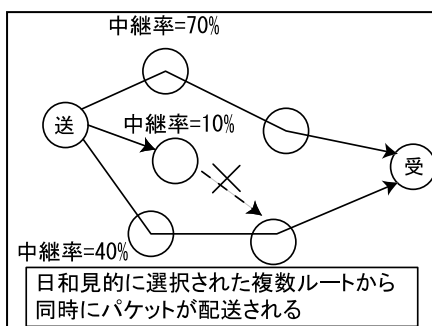 中継率=70%
送
中継率=10%
受
中継率=40%
日和見的に選択された複数ルートから
同時にパケットが配送される